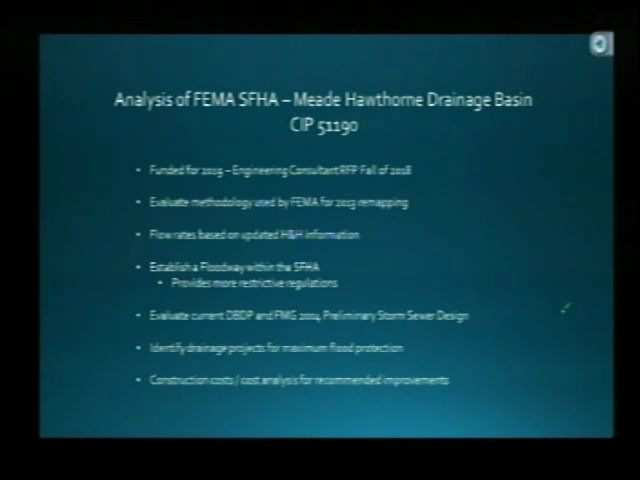 Analysis of FEMA SFHA – Meade Hawthorne Drainage Basin
CIP 51190
• Funded for 2019 – Engineering Consultant RFP Fall of 2018
• Evaluate methodology used by FEMA for 2013 remapping
• Flow rates based on updated H&H information
• Establish a Floodway within the SFHA
• Provides more restrictive regulations
• Evaluate current DBDP and FMG 2004 Preliminary Storm Sewer Design
• Identify drainage projects for maximum flood protection
• Construction costs / cost analysis for recommended improvements